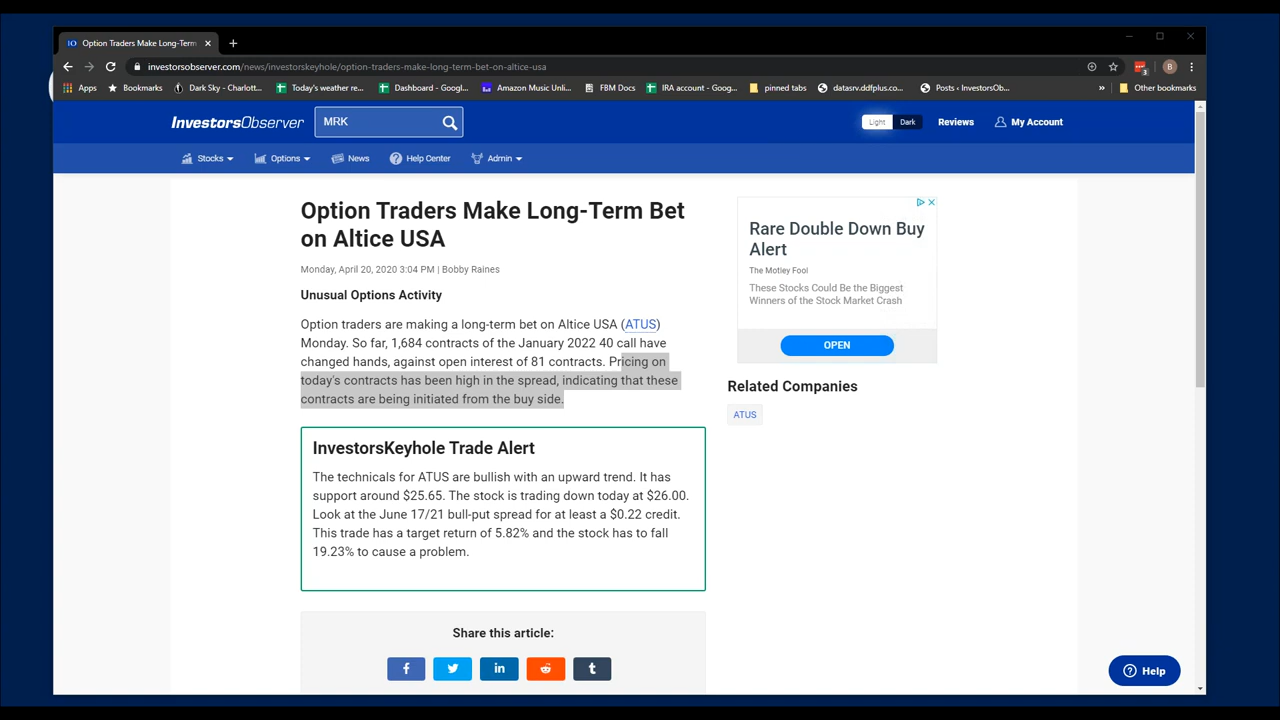 Option Traders Make Long-Term
investorsobserver.com/news/investorskeyhole/option-traders-make-long-term-bet-on-altice-usa
3
B
Apps Bookmarks Dark Sky - Charlott... Today's weather re... Dashboard - Googl... Amazon Music Unli... FBM Docs IRA account - Goog... pinned tabs datasrv.ddfplus.co... Posts ‹ InvestorsOb... » Other bookmarks
InvestorsObserver MRK Light Dark Reviews My Account
Stocks Options News Help Center Admin
Option Traders Make Long-Term Bet
on Altice USA
Monday, April 20, 2020 3:04 PM | Bobby Raines
Unusual Options Activity
Option traders are making a long-term bet on Altice USA (ATUS)
Monday. So far, 1,684 contracts of the January 2022 40 call have
changed hands, against open interest of 81 contracts. Pricing on
today's contracts has been high in the spread, indicating that these
contracts are being initiated from the buy side.
InvestorsKeyhole Trade Alert
The technicals for ATUS are bullish with an upward trend. It has
support around $25.65. The stock is trading down today at $26.00.
Look at the June 17/21 bull-put spread for at least a $0.22 credit.
This trade has a target return of 5.82% and the stock has to fall
19.23% to cause a problem.
Share this article:
Rare Double Down Buy
Alert
The Motley Fool
These Stocks Could Be the Biggest
Winners of the Stock Market Crash
OPEN
Related Companies
ATUS
Help